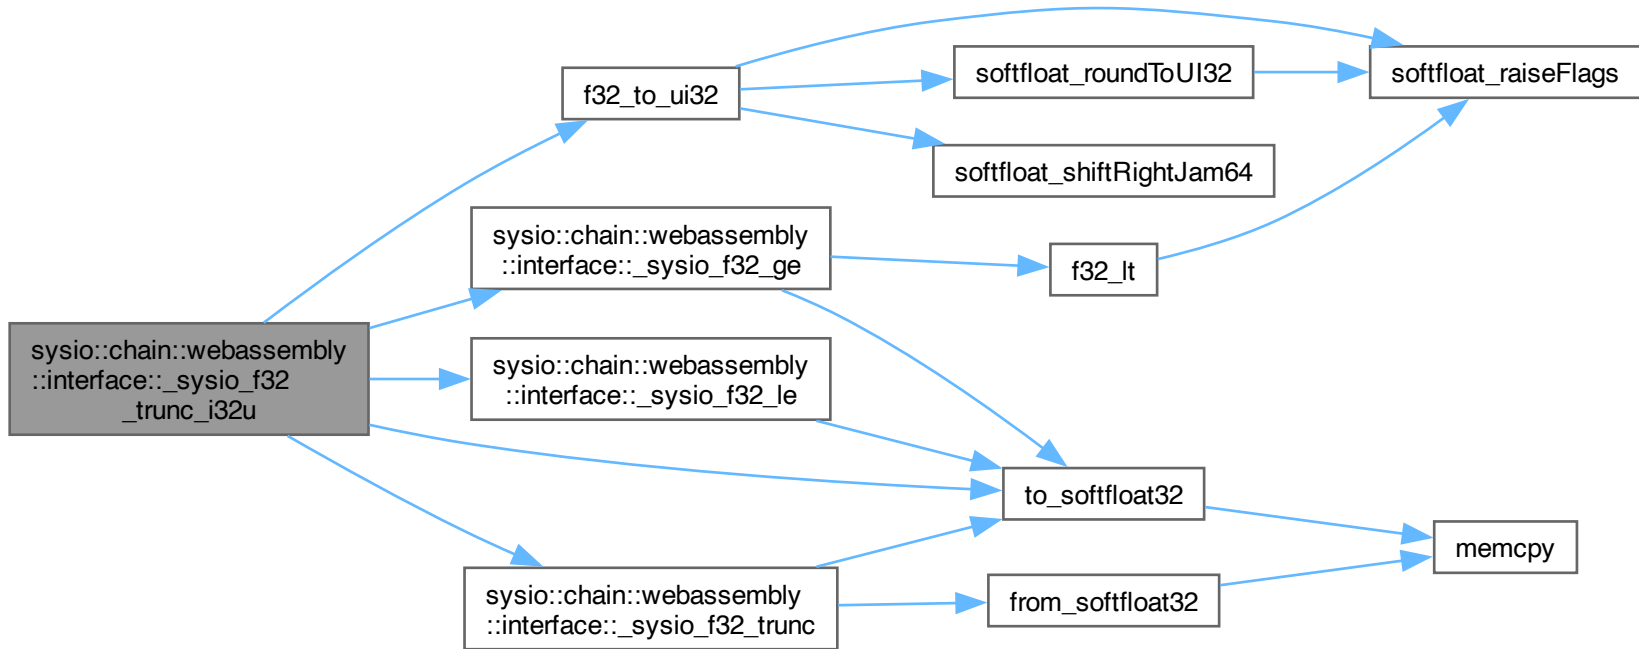 f32_to_ui32
softfloat_roundToUI32
softfloat_raiseFlags
softfloat_shiftRightJam64
sysio::chain::webassembly
::interface::_sysio_f32_ge
f32_lt
sysio::chain::webassembly
::interface::_sysio_f32
_trunc_i32u
sysio::chain::webassembly
::interface::_sysio_f32_le
to_softfloat32
memcpy
sysio::chain::webassembly
::interface::_sysio_f32_trunc
from_softfloat32